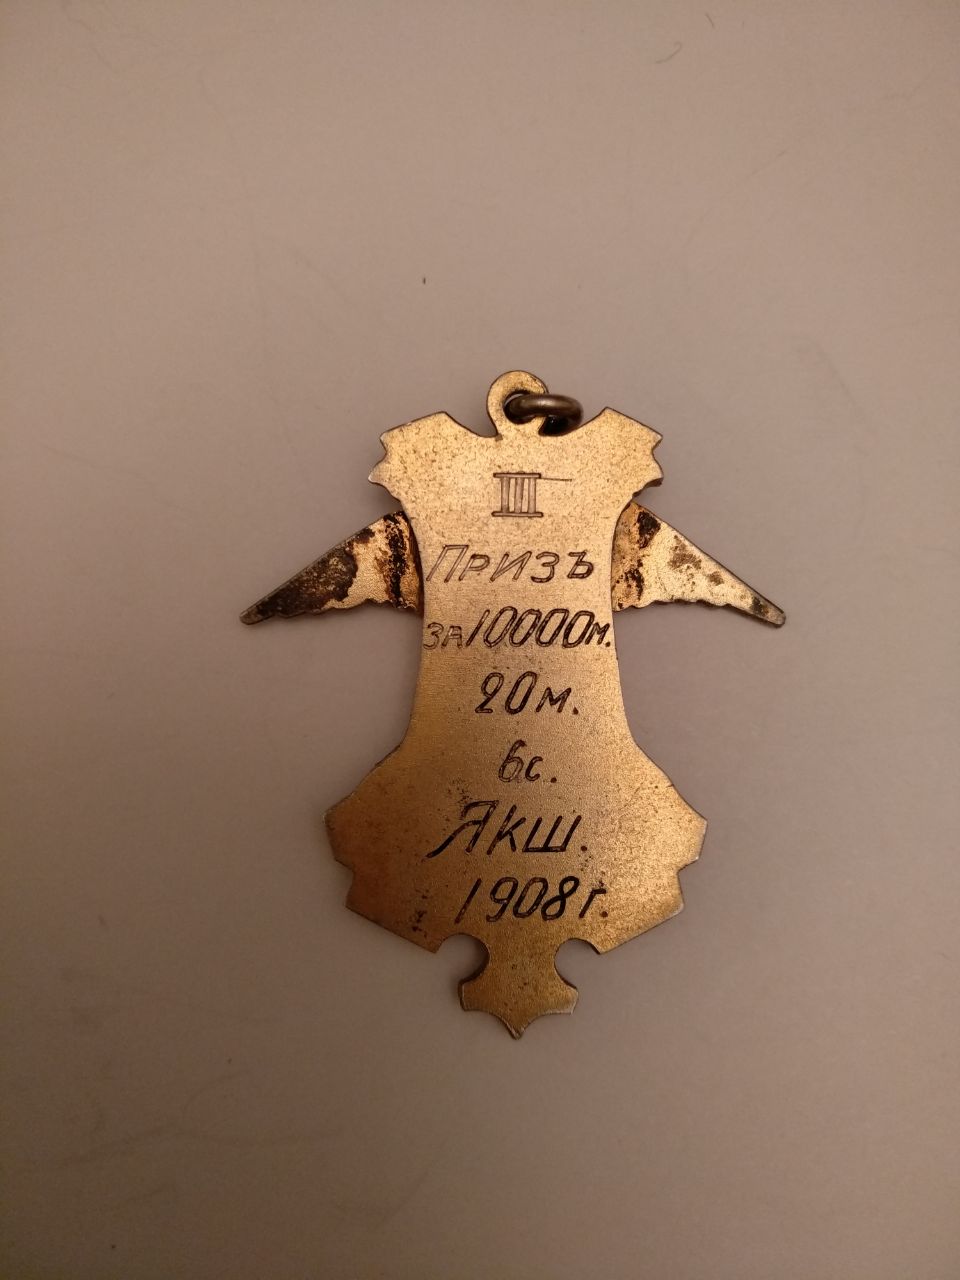 III
Призъ
за 10000 м.
20 м.
6 с.
Якш.
1908 г.